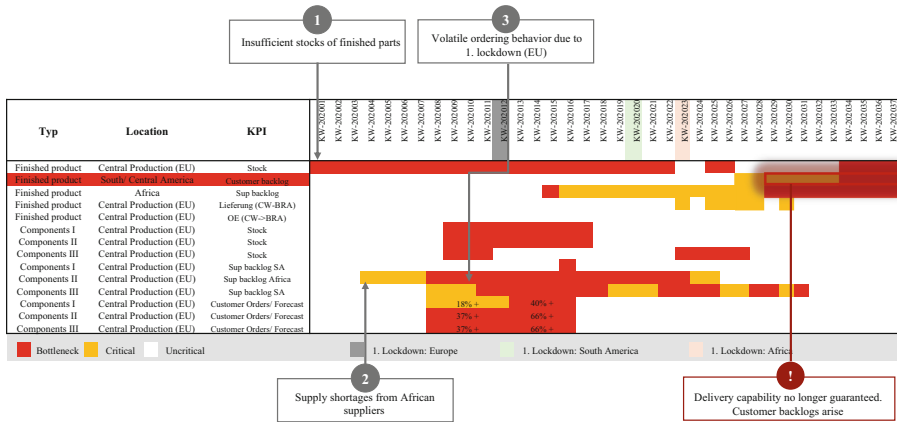 1
3
Insufficient stocks of finished parts
Volatile ordering behavior due to
1. lockdown (EU)
Typ Location KPI KW-202001 KW-202002 KW-202003 KW-202004 KW-202005 KW-202006 KW-202007 KW-202008 KW-202009 KW-202010 KW-202011 KW-202012 KW-202013 KW-202014 KW-202015 KW-202016 KW-202017 KW-202018 KW-202019 KW-202020 KW-202021 KW-202022 KW-202023 KW-202024 KW-202025 KW-202026 KW-202027 KW-202028 KW-202029 KW-202030 KW-202031 KW-202032 KW-202033 KW-202034 KW-202035 KW-202036 KW-202037
Finished product Central Production (EU) Stock
Finished product South/ Central America Customer backlog
Finished product Africa Sup backlog
Finished product Central Production (EU) Lieferung (CW-BRA)
Finished product Central Production (EU) OE (CW->BRA)
Components I Central Production (EU) Stock
Components II Central Production (EU) Stock
Components III Central Production (EU) Stock
Components I Central Production (EU) Sup backlog SA
Components II Central Production (EU) Sup backlog Africa
Components III Central Production (EU) Sup backlog SA
Components I Central Production (EU) Customer Orders/ Forecast 18% + 40% +
Components II Central Production (EU) Customer Orders/ Forecast 37% + 66% +
Components III Central Production (EU) Customer Orders/ Forecast 37% + 66% +
Bottleneck Critical Uncritical 1. Lockdown: Europe 1. Lockdown: South America 1. Lockdown: Africa
2
!
Supply shortages from African
suppliers
Delivery capability no longer guaranteed.
Customer backlogs arise